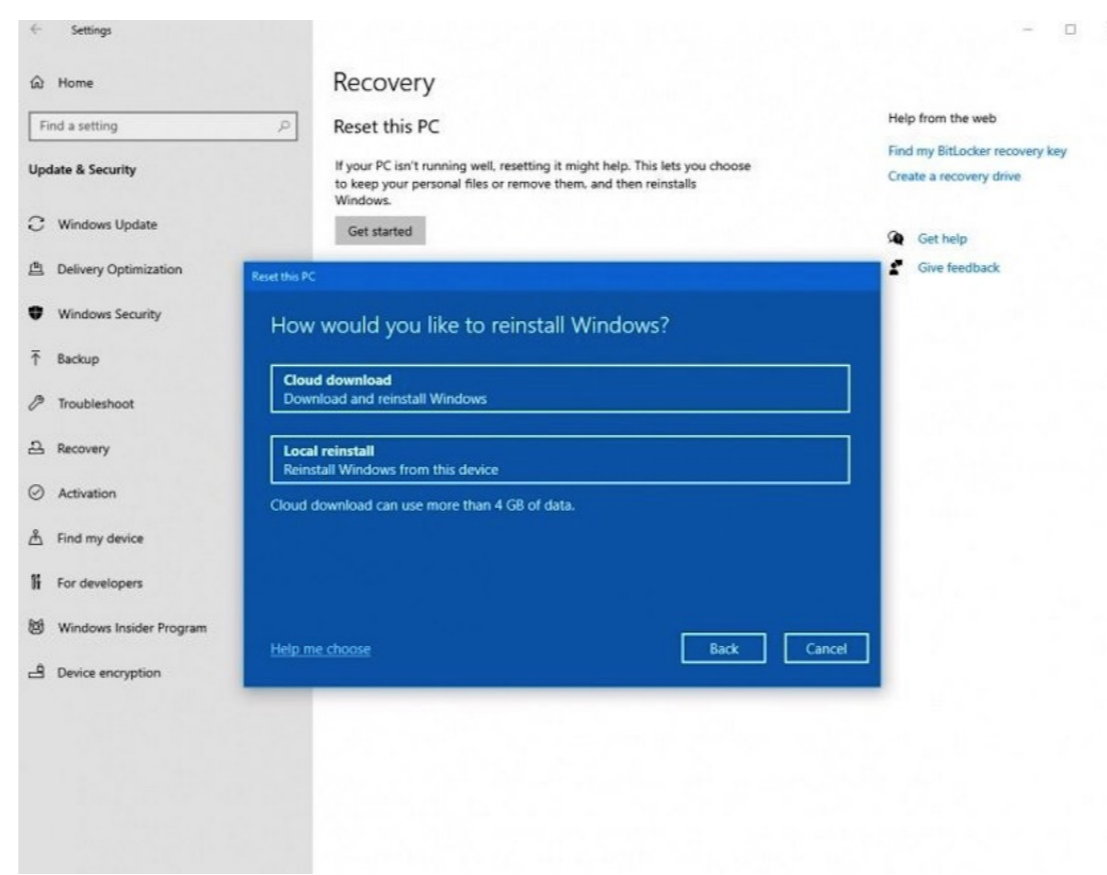 Settings
Home
Find a setting
Update & Security
Windows Update
Delivery Optimization
Windows Security
Backup
Troubleshoot
Recovery
Activation
Find my device
For developers
Windows Insider Program
Device encryption
Recovery
Reset this PC
If your PC isn't running well, resetting it might help. This lets you choose
to keep your personal files or remove them, and then reinstalls
Windows.
Get started
Reset this PC
How would you like to reinstall Windows?
Cloud download
Download and reinstall Windows
Local reinstall
Reinstall Windows from this device
Cloud download can use more than 4 GB of data.
Help me choose
Back
Cancel
Help from the web
Find my BitLocker recovery key
Create a recovery drive
Get help
Give feedback